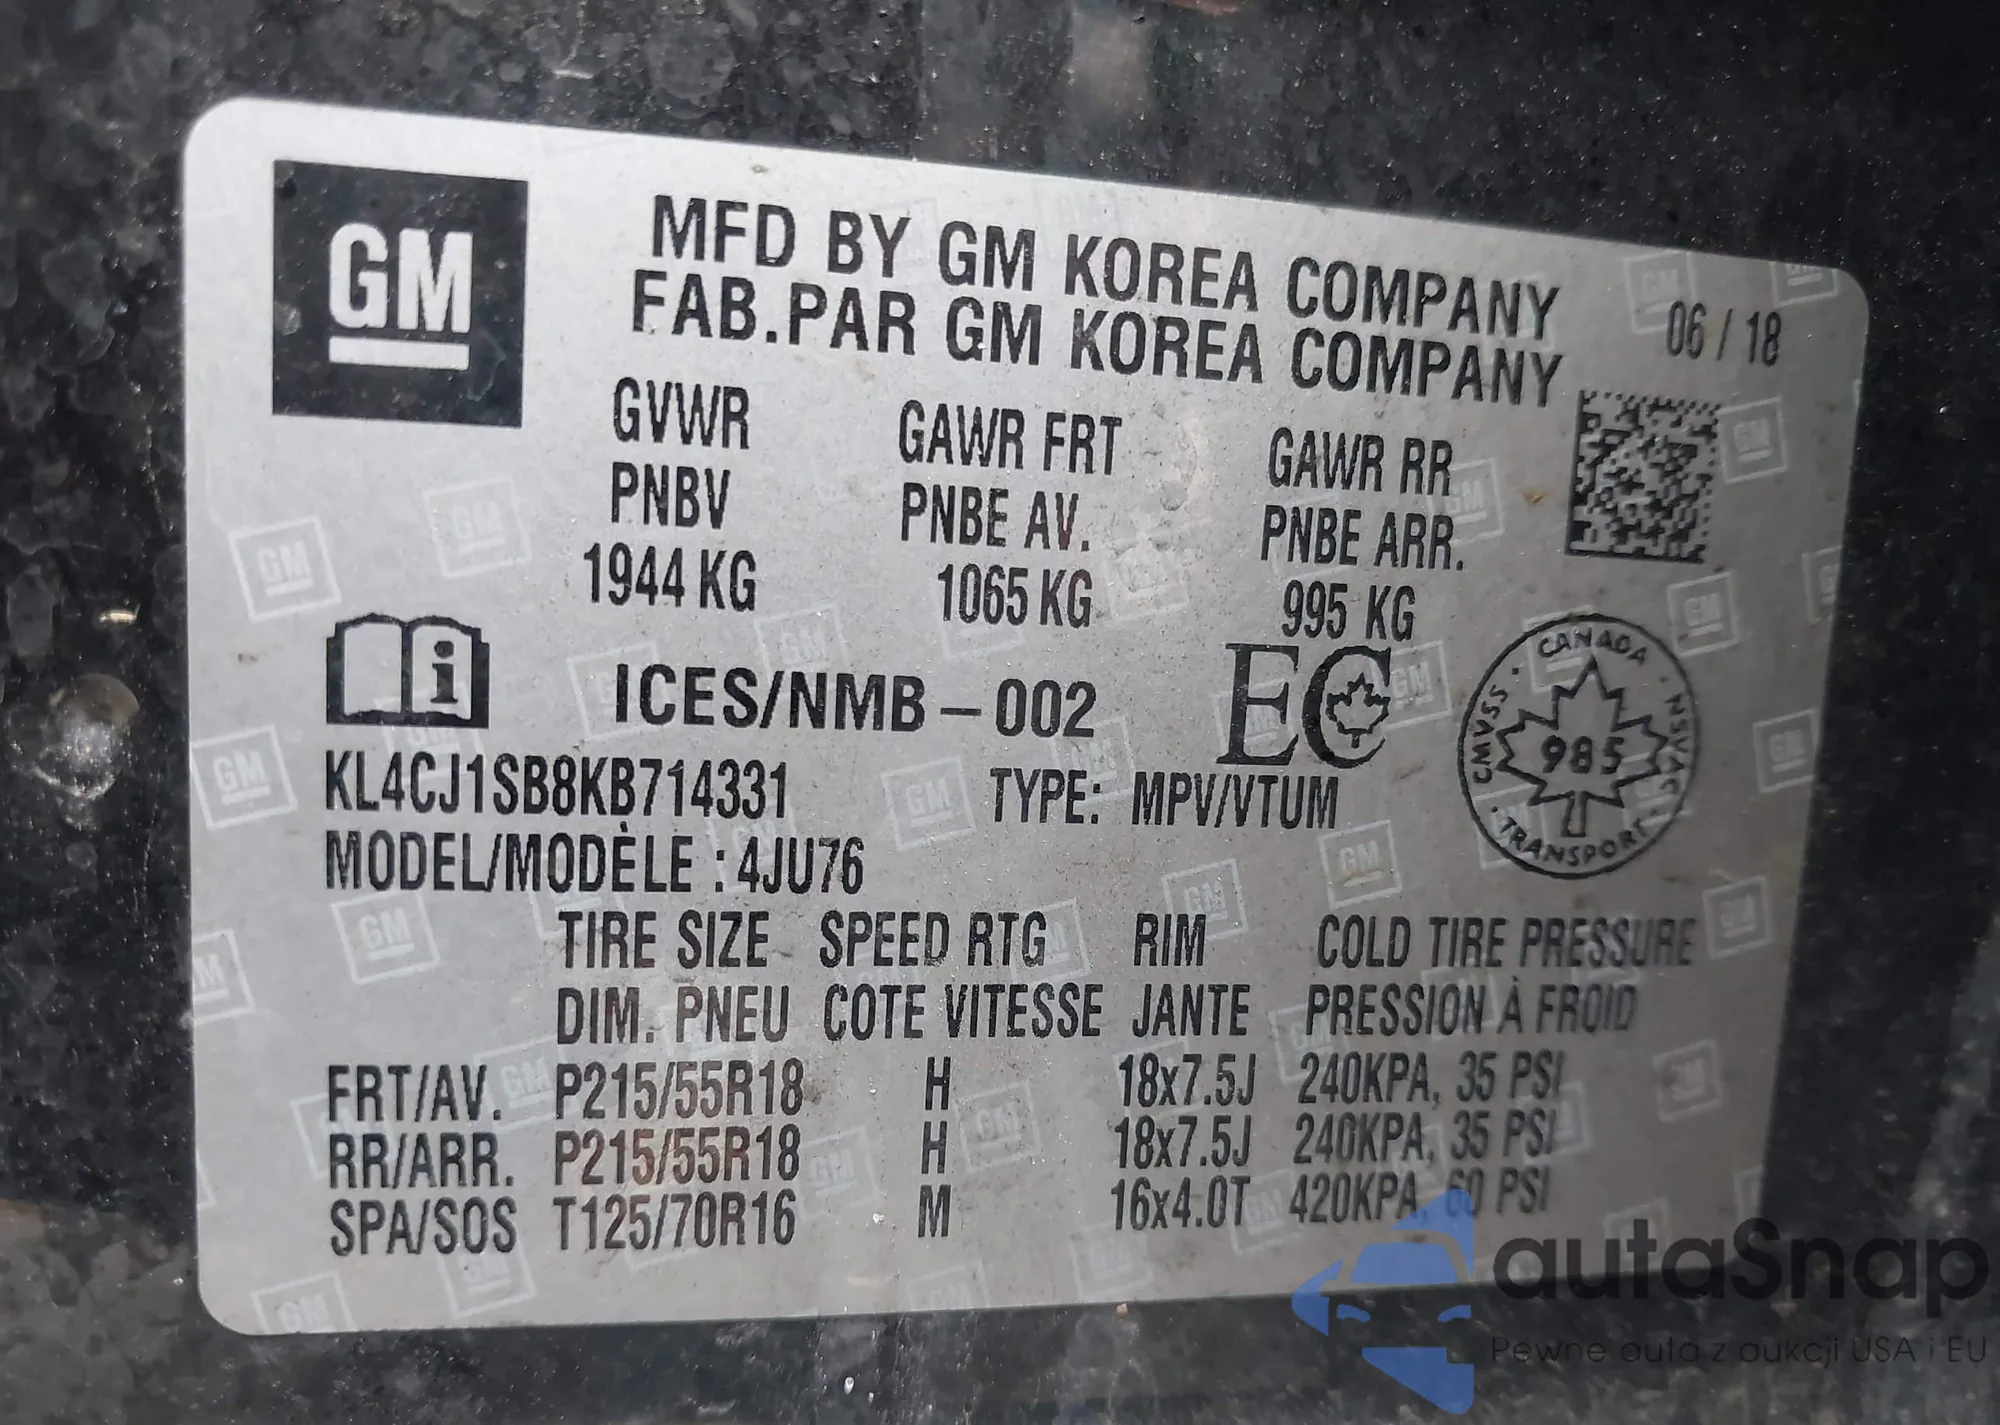 GM
MFD BY GM KOREA COMPANY
FAB.PAR GM KOREA COMPANY
06 / 18
GVWR GAWR FRT GAWR RR
PNBV PNBE AV. PNBE ARR.
1944 KG 1065 KG 995 KG
i ICES/NMB-002 EC
CANADA
CMVSS · NSVAC
985
TRANSPORT
KL4CJ1SB8KB714331 TYPE: MPV/VTUM
MODEL/MODÈLE : 4JU76
TIRE SIZE SPEED RTG RIM COLD TIRE PRESSURE
DIM. PNEU COTE VITESSE JANTE PRESSION À FROID
FRT/AV. P215/55R18 H 18x7.5J 240KPA, 35 PSI
RR/ARR. P215/55R18 H 18x7.5J 240KPA, 35 PSI
SPA/SOS T125/70R16 M 16x4.0T 420KPA, 60 PSI
autaSnap
Pewne auta z aukcji USA i EU